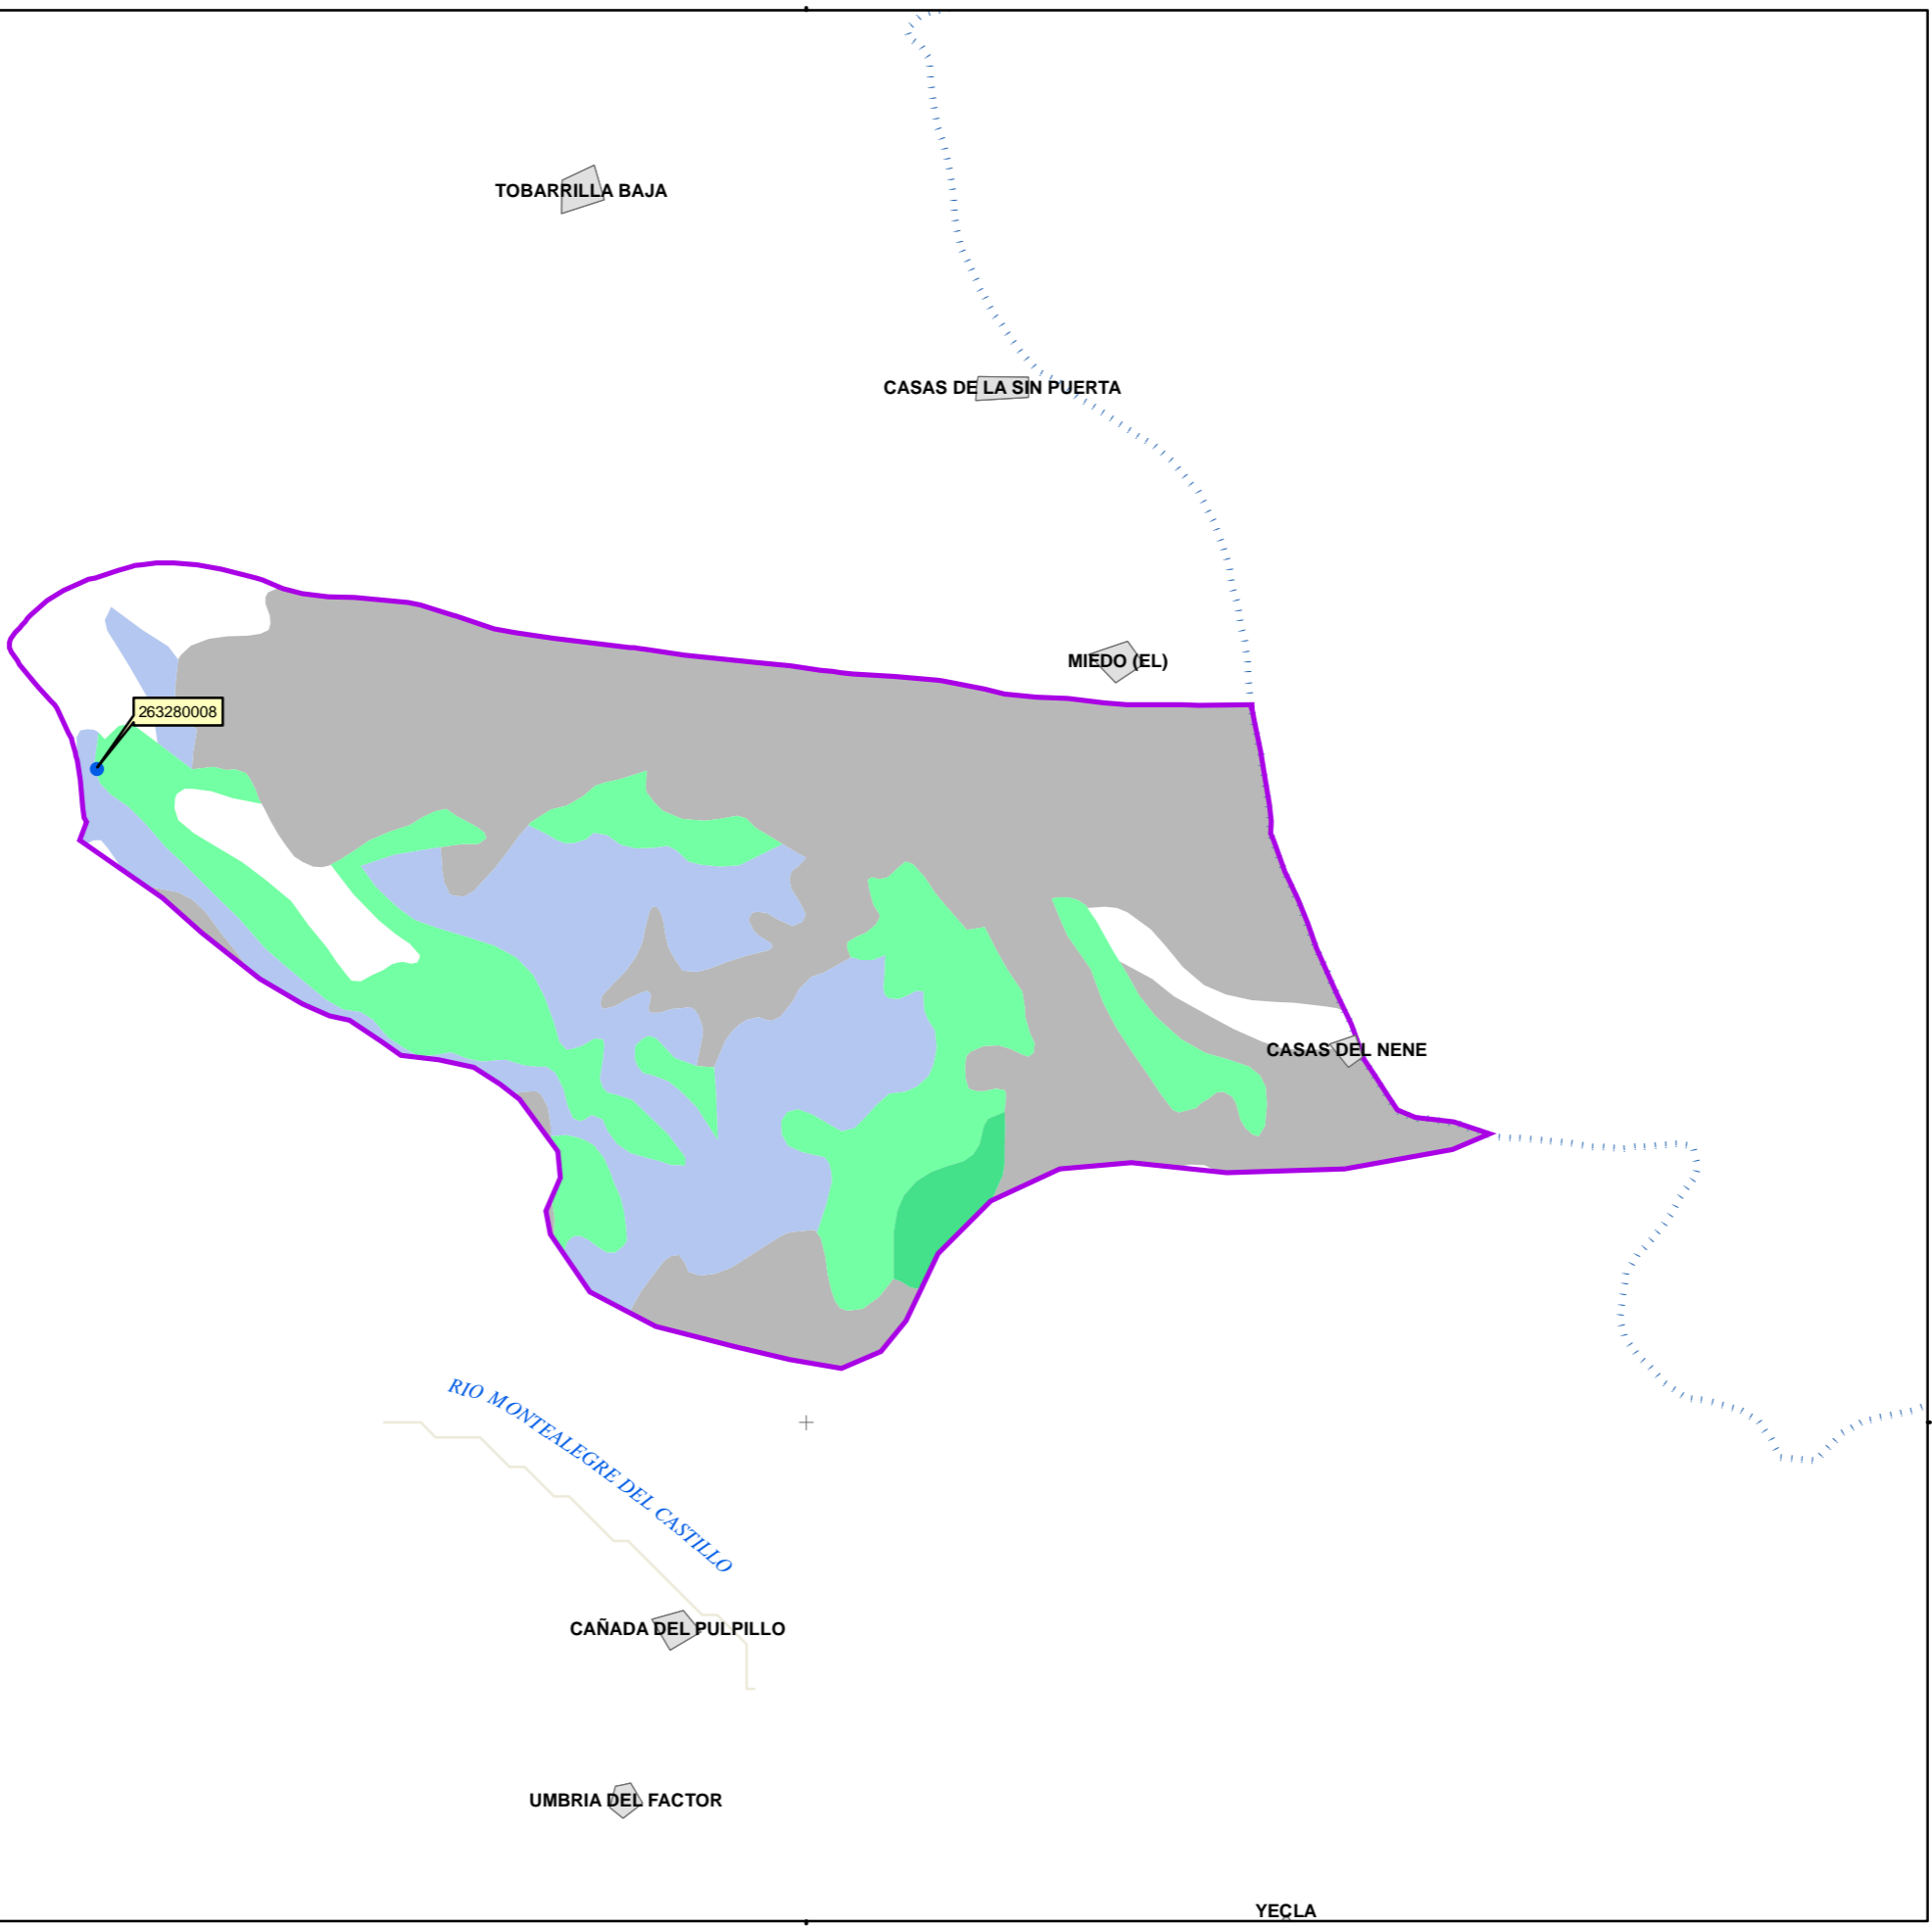 TOBARRILLA BAJA
CASAS DE LA SIN PUERTA
MIEDO (EL)
263280008
CASAS DEL NENE
RIO MONTEALEGRE DEL CASTILLO
CAÑADA DEL PULPILLO
UMBRIA DEL FACTOR
YECLA